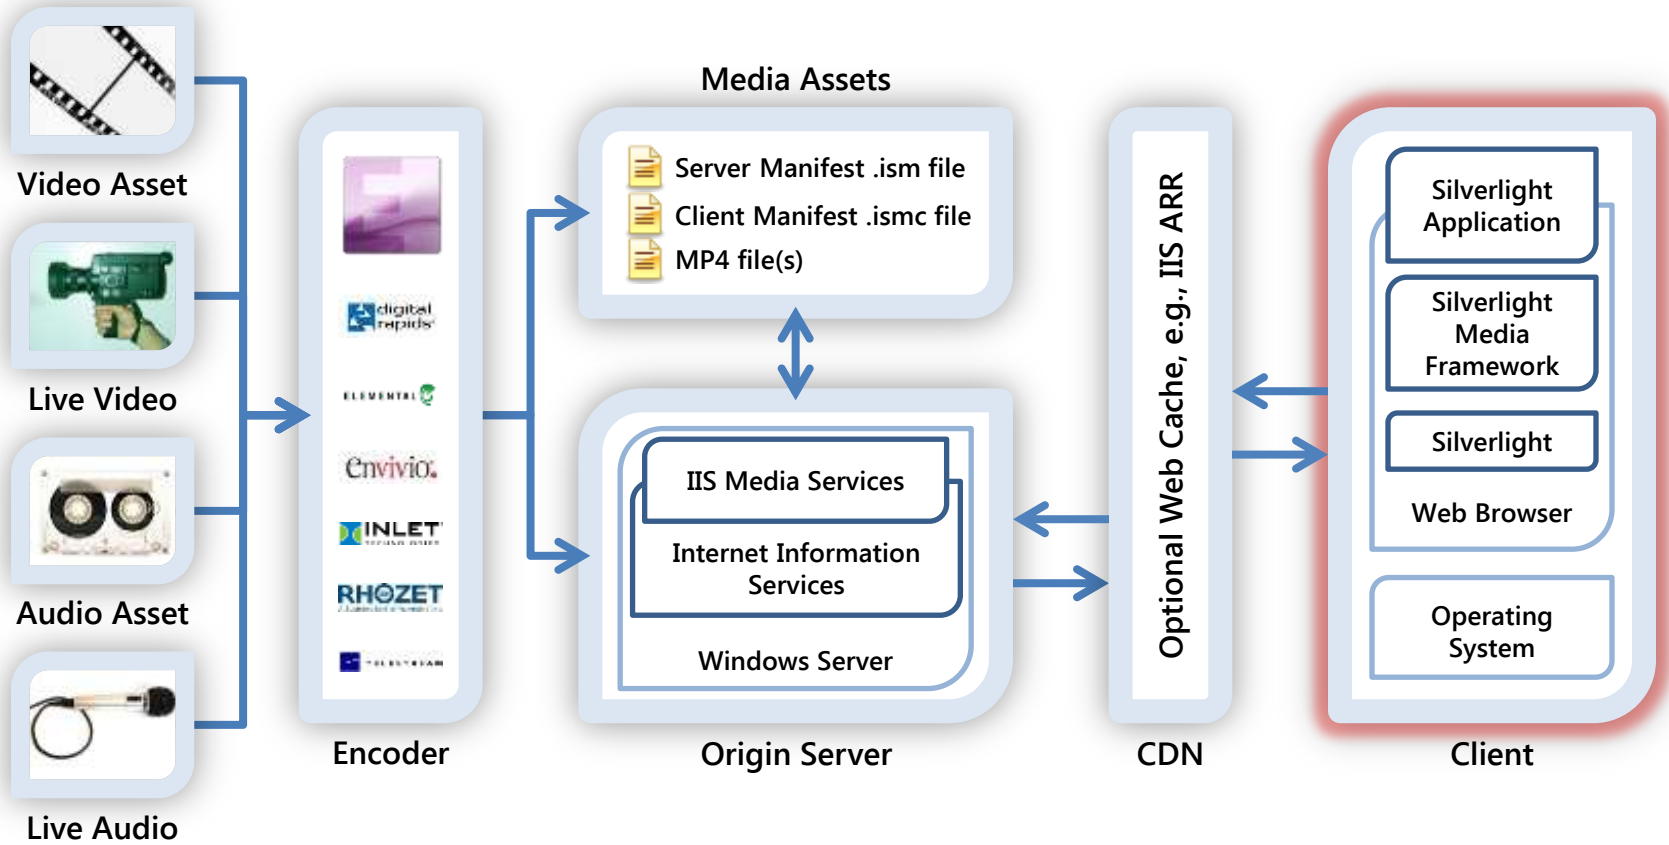 Video Asset
Live Video
Audio Asset
Live Audio
digital
rapids
ELEMENTAL
envivio
INLET
TECHNOLOGIES
RHOZET
TELESTREAM
Encoder
Media Assets
Server Manifest .ism file
Client Manifest .ismc file
MP4 file(s)
IIS Media Services
Internet Information
Services
Windows Server
Origin Server
Optional Web Cache, e.g., IIS ARR
CDN
Silverlight
Application
Silverlight
Media
Framework
Silverlight
Web Browser
Operating
System
Client